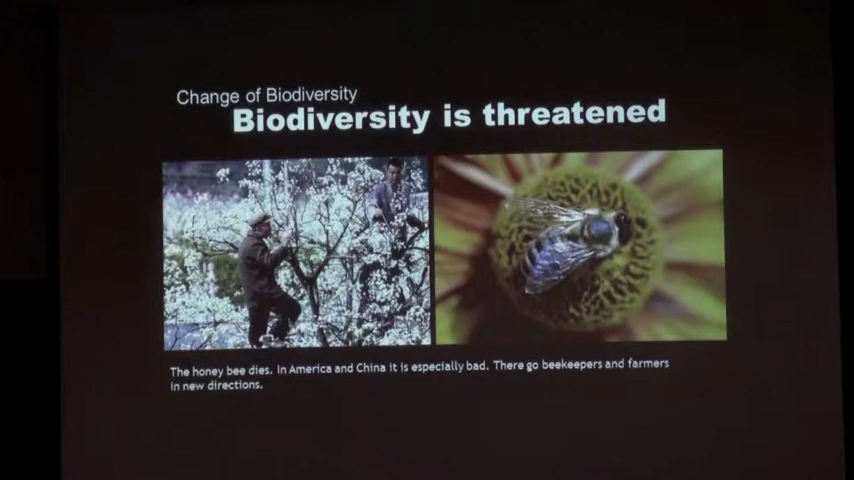 Change of Biodiversity
Biodiversity is threatened
The honey bee dies. In America and China it is especially bad. There go beekeepers and farmers
in new directions.